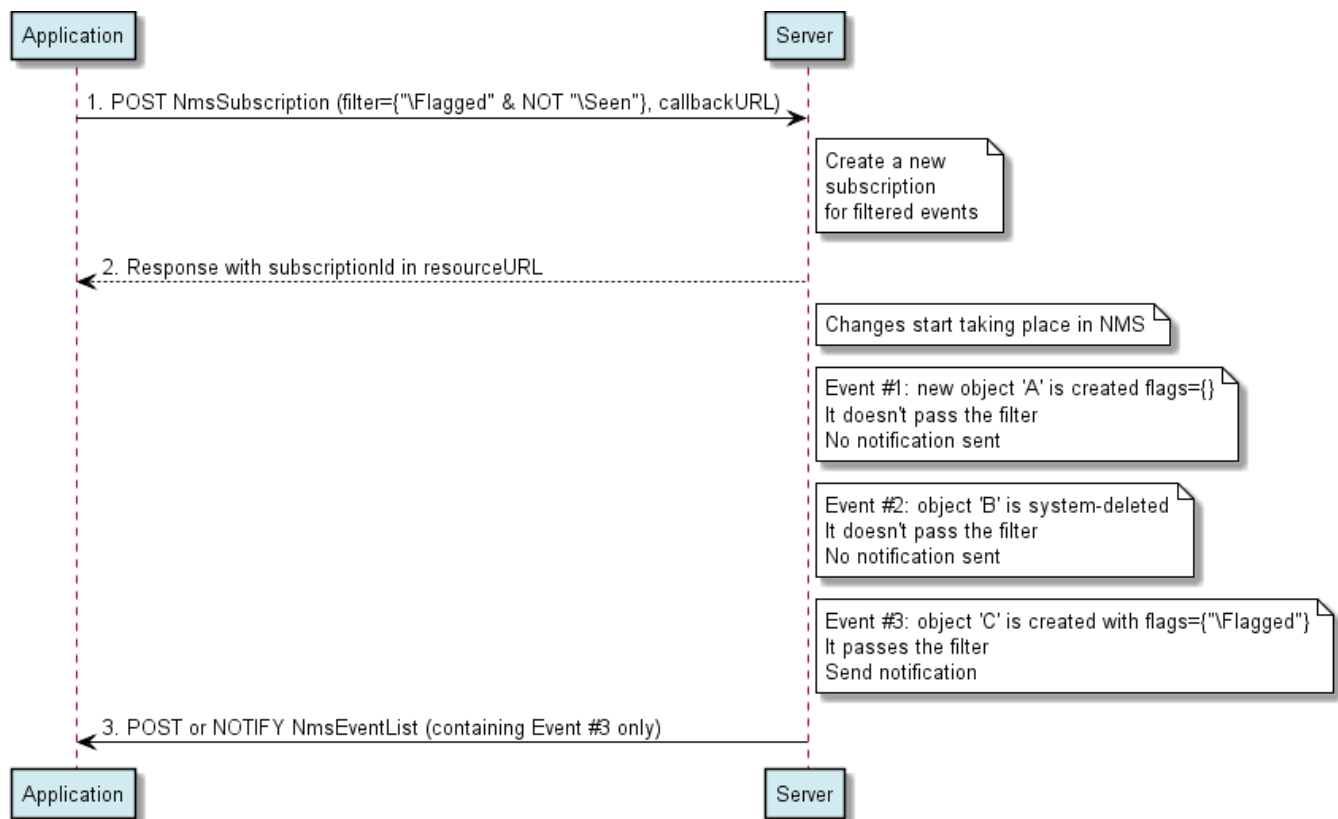 Application
Server
1. POST NmsSubscription (filter={"\Flagged" & NOT "\Seen"}, callbackURL)
Create a new
subscription
for filtered events
2. Response with subscriptionId in resourceURL
Changes start taking place in NMS
Event #1: new object 'A' is created flags={}
It doesn't pass the filter
No notification sent
Event #2: object 'B' is system-deleted
It doesn't pass the filter
No notification sent
Event #3: object 'C' is created with flags={"\Flagged"}
It passes the filter
Send notification
3. POST or NOTIFY NmsEventList (containing Event #3 only)
Application
Server